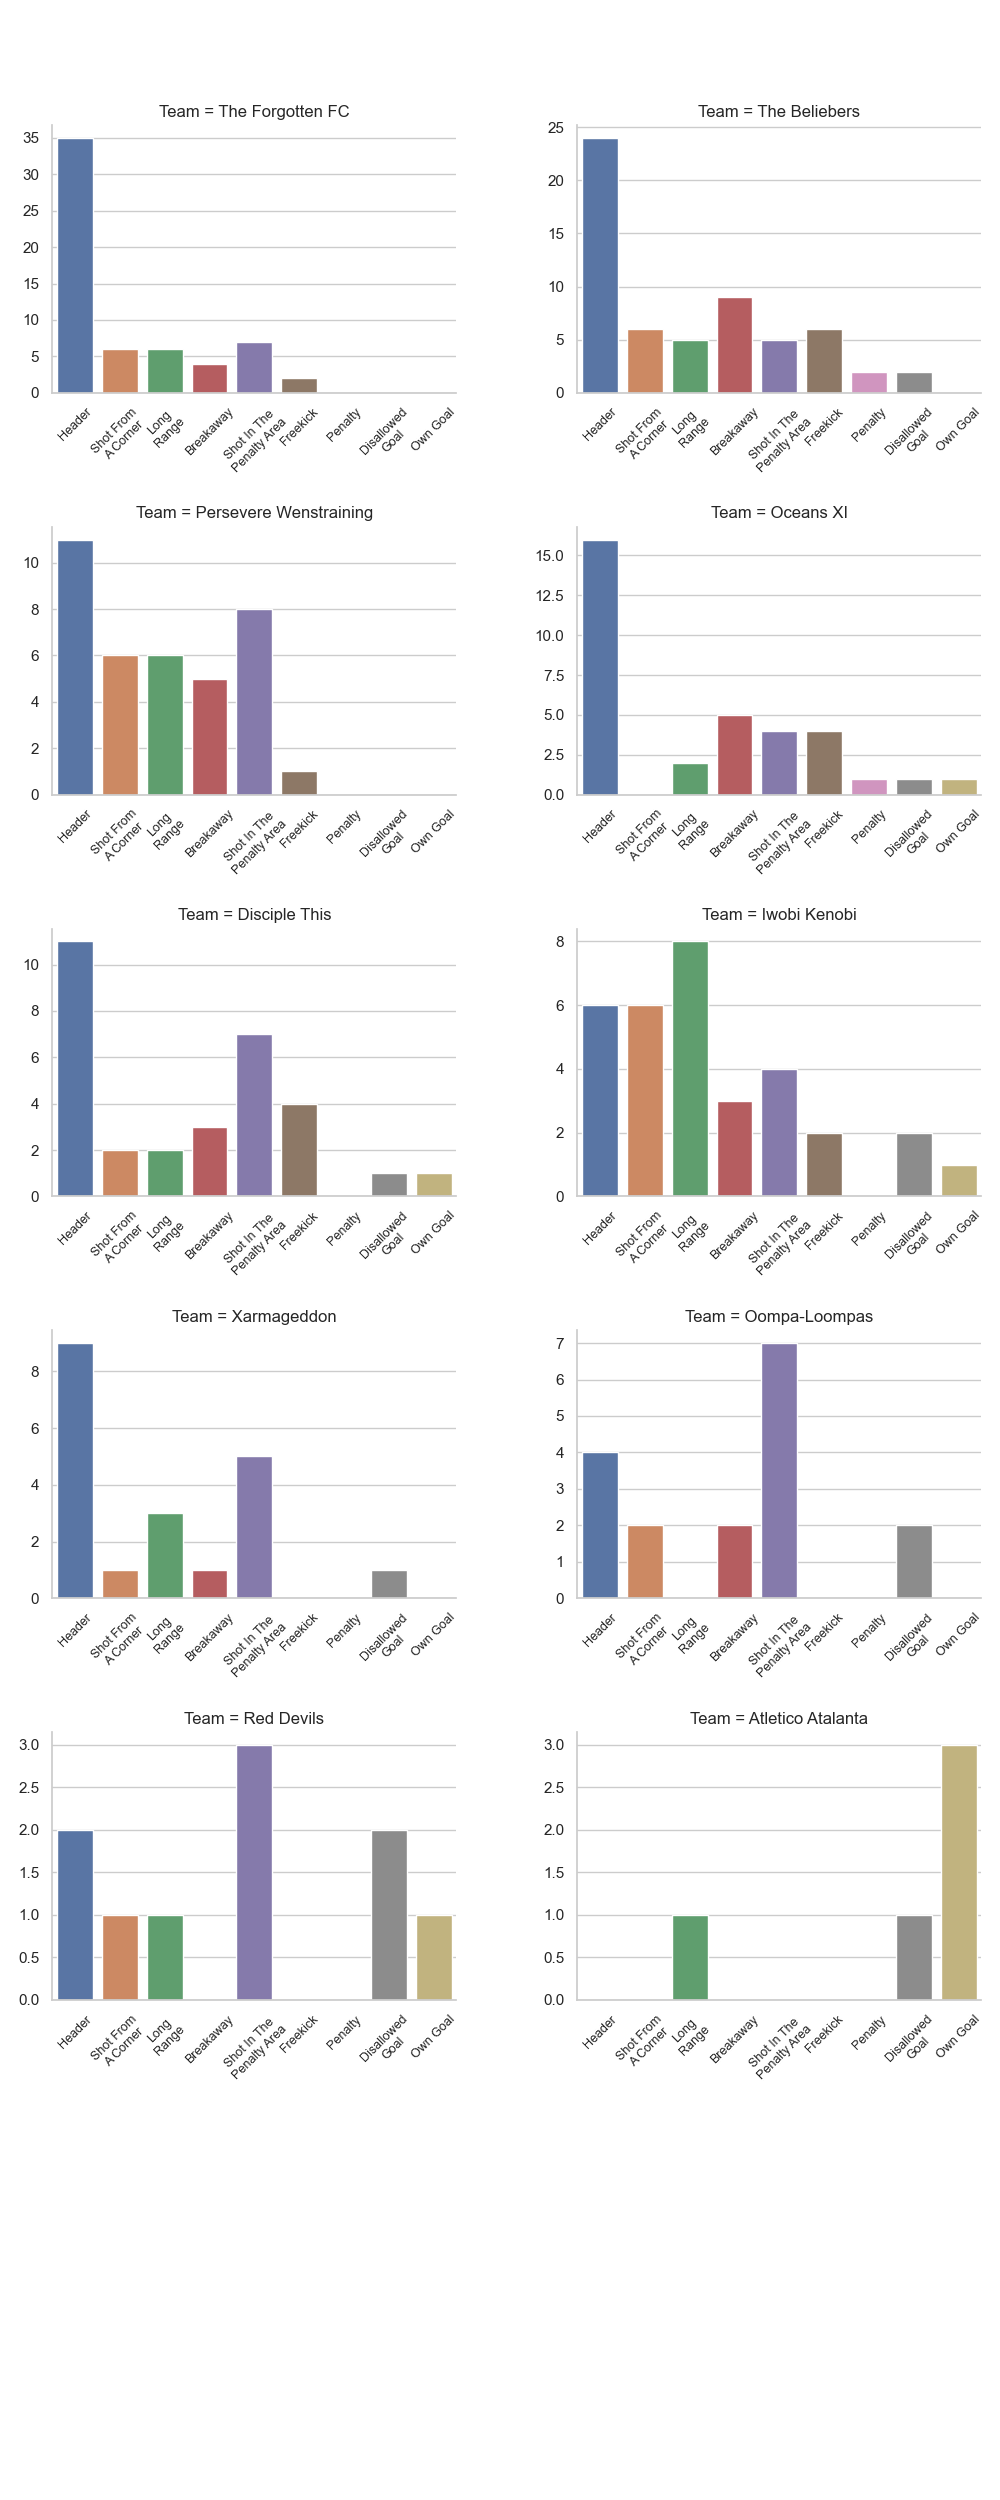 Team = The Forgotten FC
35
30
25
20
15
10
5
0
Header
Shot From
A Corner
Long
Range
Breakaway
Shot In The
Penalty Area
Freekick
Penalty
Disallowed
Goal
Own Goal
Team = The Beliebers
25
20
15
10
5
0
Header
Shot From
A Corner
Long
Range
Breakaway
Shot In The
Penalty Area
Freekick
Penalty
Disallowed
Goal
Own Goal
Team = Persevere Wenstraining
10
8
6
4
2
0
Header
Shot From
A Corner
Long
Range
Breakaway
Shot In The
Penalty Area
Freekick
Penalty
Disallowed
Goal
Own Goal
Team = Oceans XI
15.0
12.5
10.0
7.5
5.0
2.5
0.0
Header
Shot From
A Corner
Long
Range
Breakaway
Shot In The
Penalty Area
Freekick
Penalty
Disallowed
Goal
Own Goal
Team = Disciple This
10
8
6
4
2
0
Header
Shot From
A Corner
Long
Range
Breakaway
Shot In The
Penalty Area
Freekick
Penalty
Disallowed
Goal
Own Goal
Team = Iwobi Kenobi
8
6
4
2
0
Header
Shot From
A Corner
Long
Range
Breakaway
Shot In The
Penalty Area
Freekick
Penalty
Disallowed
Goal
Own Goal
Team = Xarmageddon
8
6
4
2
0
Header
Shot From
A Corner
Long
Range
Breakaway
Shot In The
Penalty Area
Freekick
Penalty
Disallowed
Goal
Own Goal
Team = Oompa-Loompas
7
6
5
4
3
2
1
0
Header
Shot From
A Corner
Long
Range
Breakaway
Shot In The
Penalty Area
Freekick
Penalty
Disallowed
Goal
Own Goal
Team = Red Devils
3.0
2.5
2.0
1.5
1.0
0.5
0.0
Header
Shot From
A Corner
Long
Range
Breakaway
Shot In The
Penalty Area
Freekick
Penalty
Disallowed
Goal
Own Goal
Team = Atletico Atalanta
3.0
2.5
2.0
1.5
1.0
0.5
0.0
Header
Shot From
A Corner
Long
Range
Breakaway
Shot In The
Penalty Area
Freekick
Penalty
Disallowed
Goal
Own Goal